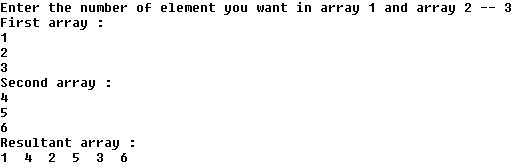 Enter the number of element you want in array 1 and array 2 -- 3
First array :
1
2
3
Second array :
4
5
6
Resultant array :
1  4  2  5  3  6